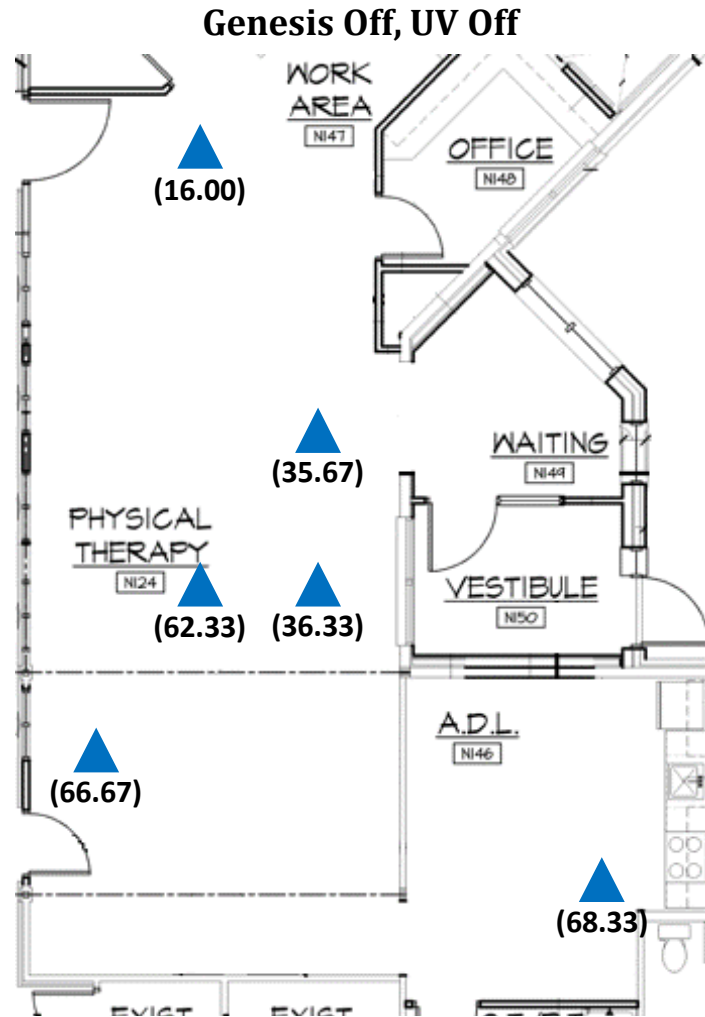 Genesis Off, UV Off
WORK
AREA
N147
OFFICE
N148
(16.00)
(35.67)
WAITING
N149
PHYSICAL
THERAPY
N124
(62.33)
(36.33)
VESTIBULE
N150
A.D.L.
N146
(66.67)
(68.33)
EXIST
EXIST